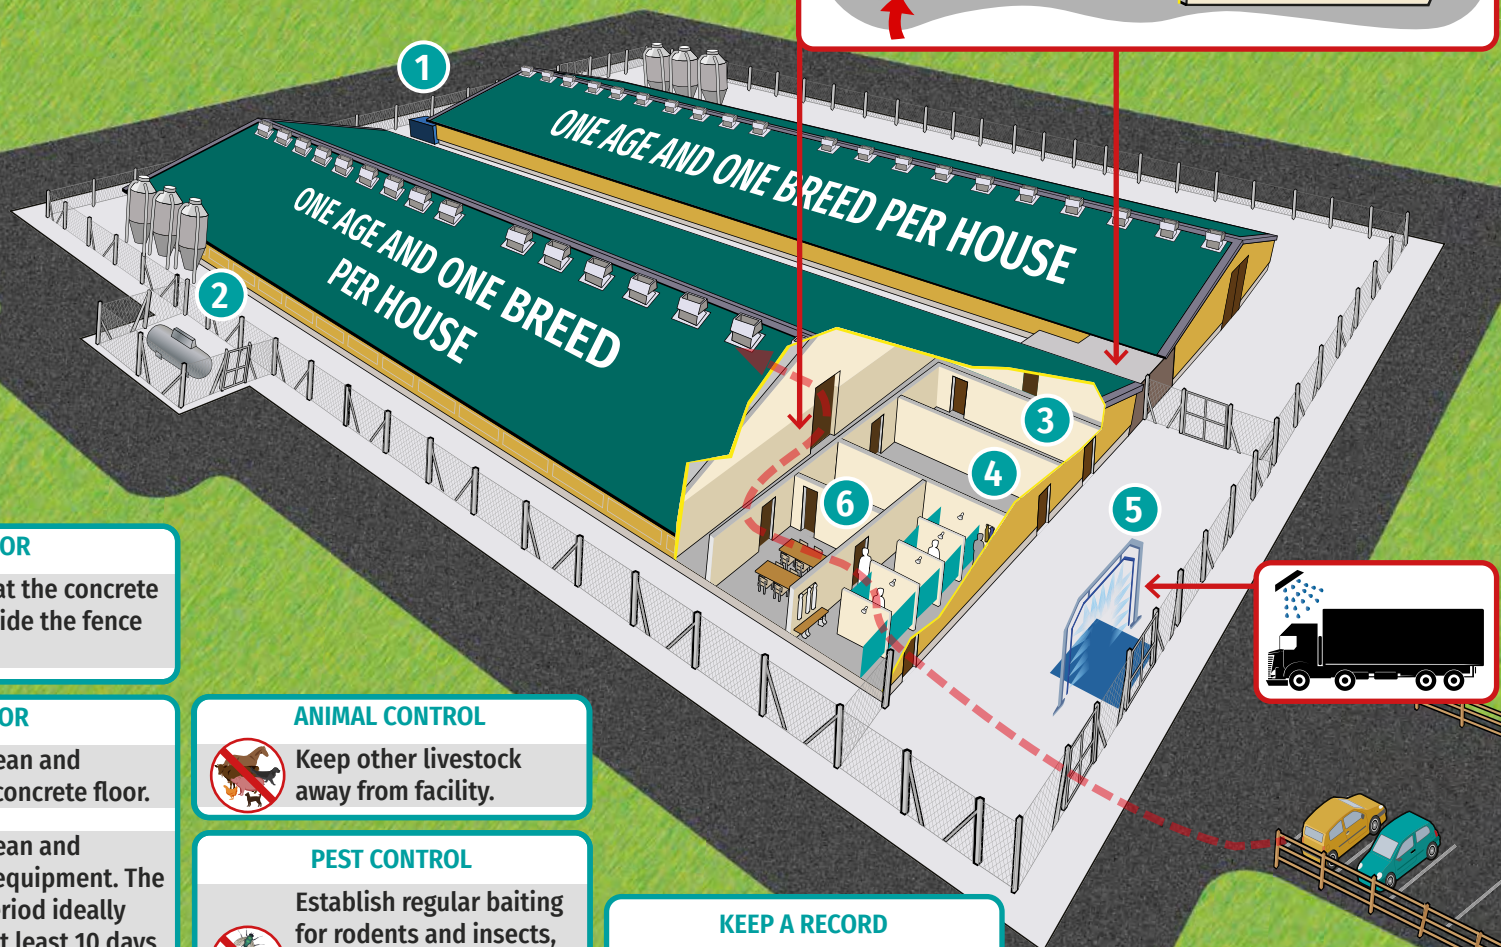 1
ONE AGE AND ONE BREED PER HOUSE
ONE AGE AND ONE BREED
PER HOUSE
2
3
4
5
6
OR
at the concrete
ide the fence
OR
ean and
concrete floor.
ean and
equipment. The
riod ideally
t least 10 days
ANIMAL CONTROL
Keep other livestock
away from facility.
PEST CONTROL
Establish regular baiting
for rodents and insects,
KEEP A RECORD